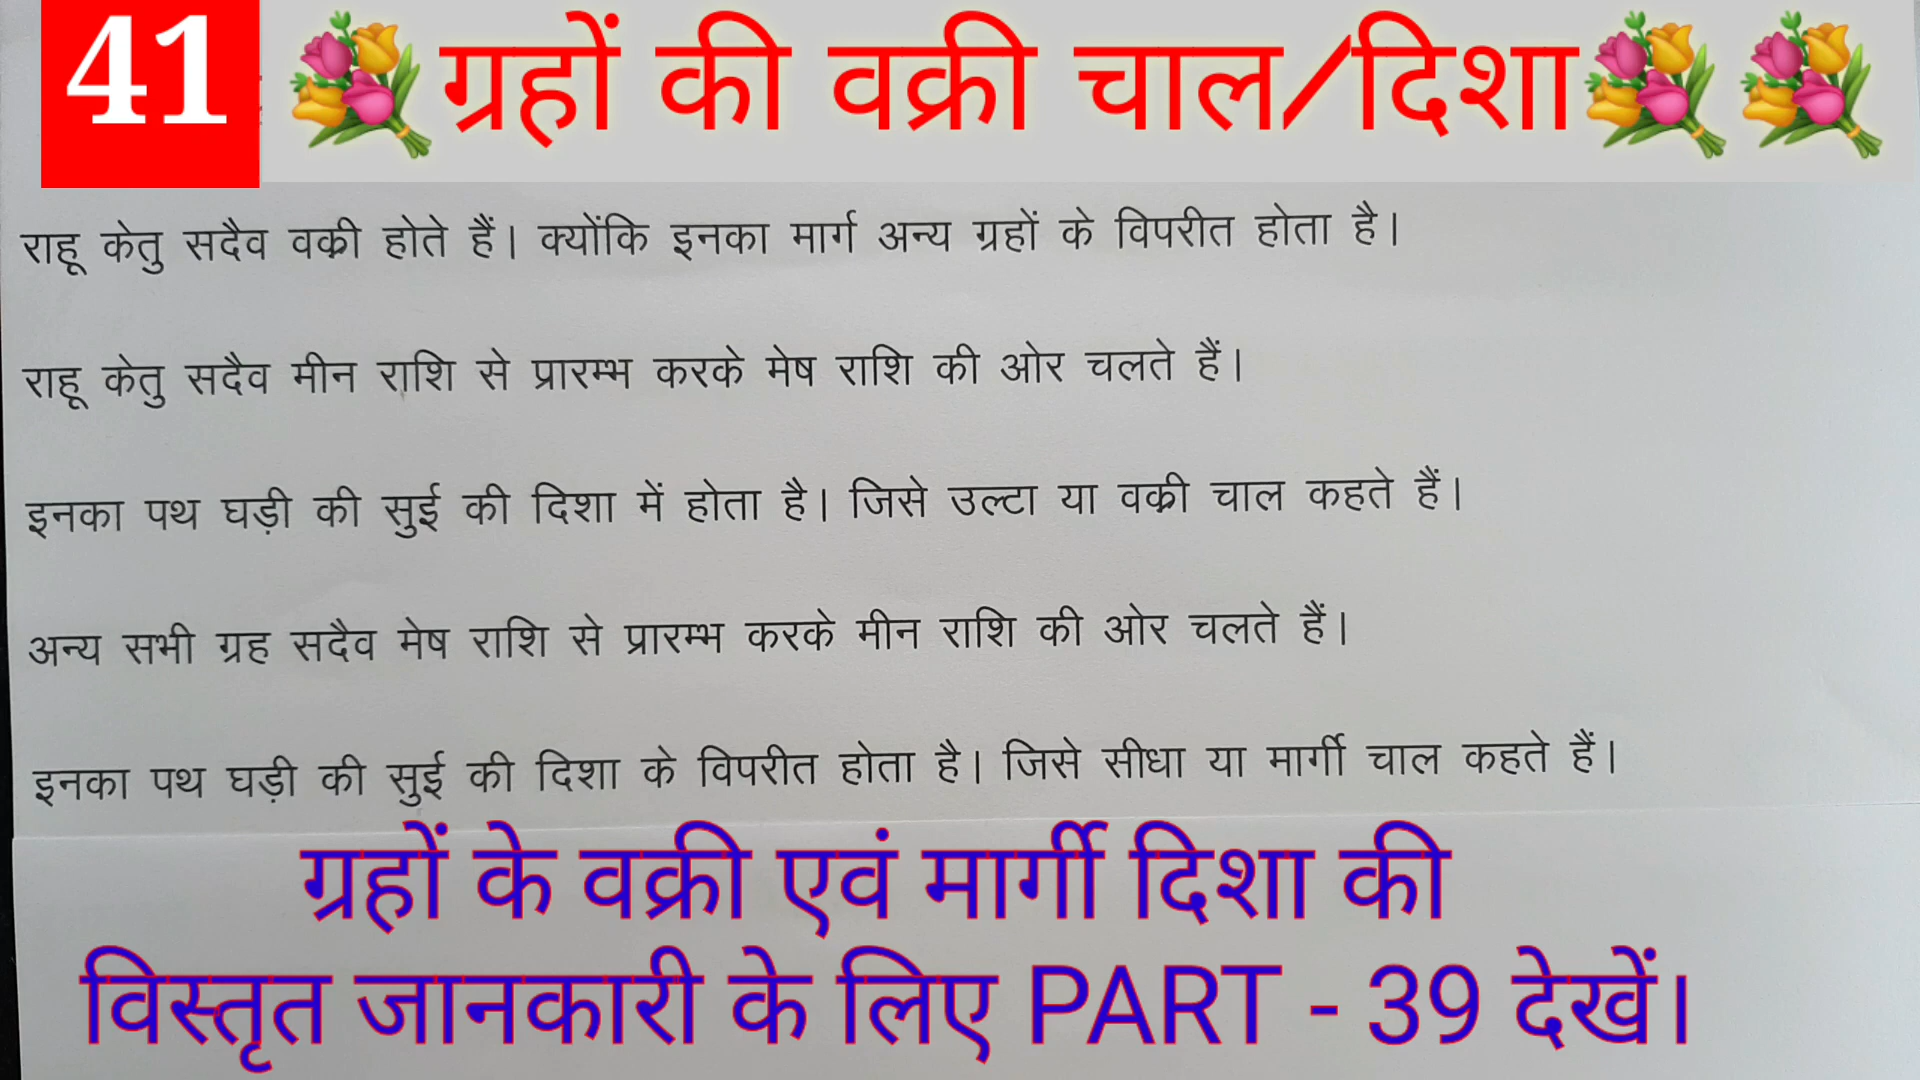 41
ग्रहों की वक्री चाल/दिशा
राहू केतु सदैव वक्री होते हैं। क्योंकि इनका मार्ग अन्य ग्रहों के विपरीत होता है।
राहू केतु सदैव मीन राशि से प्रारम्भ करके मेष राशि की ओर चलते हैं।
इनका पथ घड़ी की सुई की दिशा में होता है। जिसे उल्टा या वक्री चाल कहते हैं।
अन्य सभी ग्रह सदैव मेष राशि से प्रारम्भ करके मीन राशि की ओर चलते हैं।
इनका पथ घड़ी की सुई की दिशा के विपरीत होता है। जिसे सीधा या मार्गी चाल कहते हैं।
ग्रहों के वक्री एवं मार्गी दिशा की
विस्तृत जानकारी के लिए PART - 39 देखें।